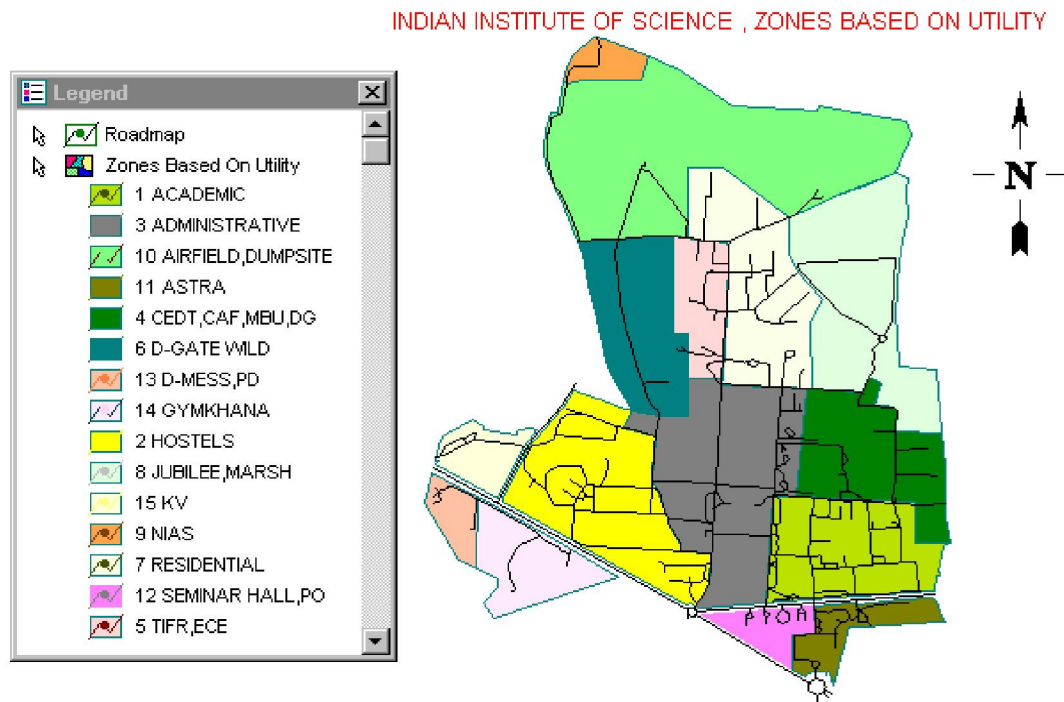 INDIAN INSTITUTE OF SCIENCE , ZONES BASED ON UTILITY
Legend
Roadmap
Zones Based On Utility
1 ACADEMIC
3 ADMINISTRATIVE
10 AIRFIELD,DUMPSITE
11 ASTRA
4 CEDT,CAF,MBU,DG
6 D-GATE WILD
13 D-MESS,PD
14 GYMKHANA
2 HOSTELS
8 JUBILEE,MARSH
15 KV
9 NIAS
7 RESIDENTIAL
12 SEMINAR HALL,PO
5 TIFR,ECE
N